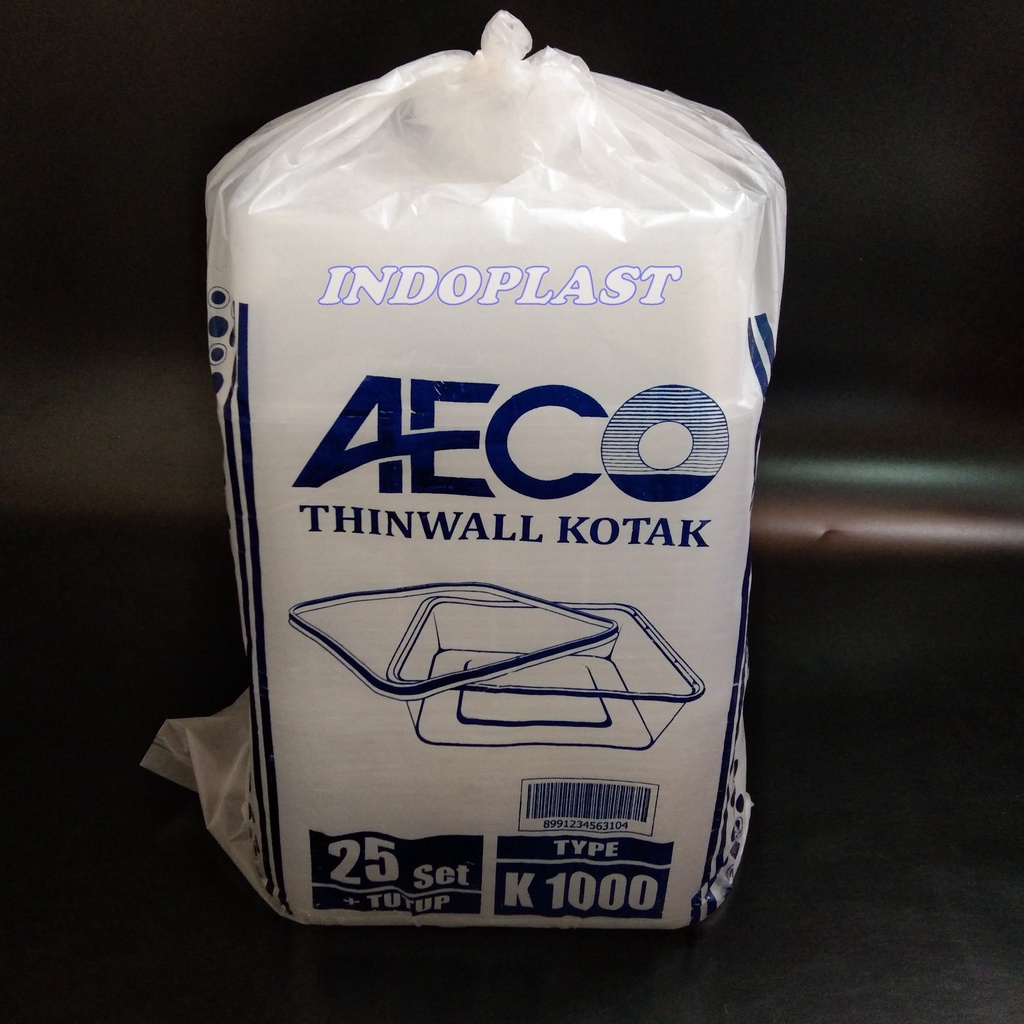 INDOPLAST
AECO
THINWALL KOTAK
8991234563104
25 Set
+ TUTUP
TYPE
K 1000